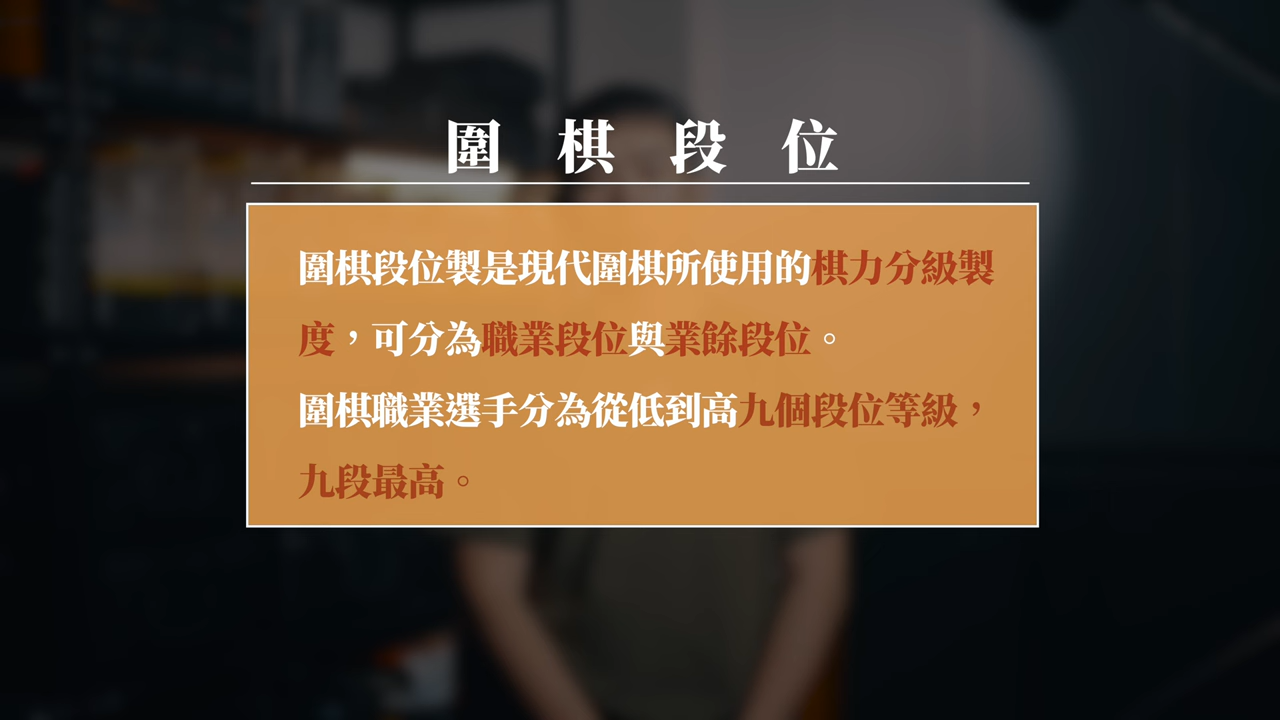 圍棋段位
圍棋段位製是現代圍棋所使用的棋力分級製
度，可分為職業段位與業餘段位。
圍棋職業選手分為從低到高九個段位等級，
九段最高。